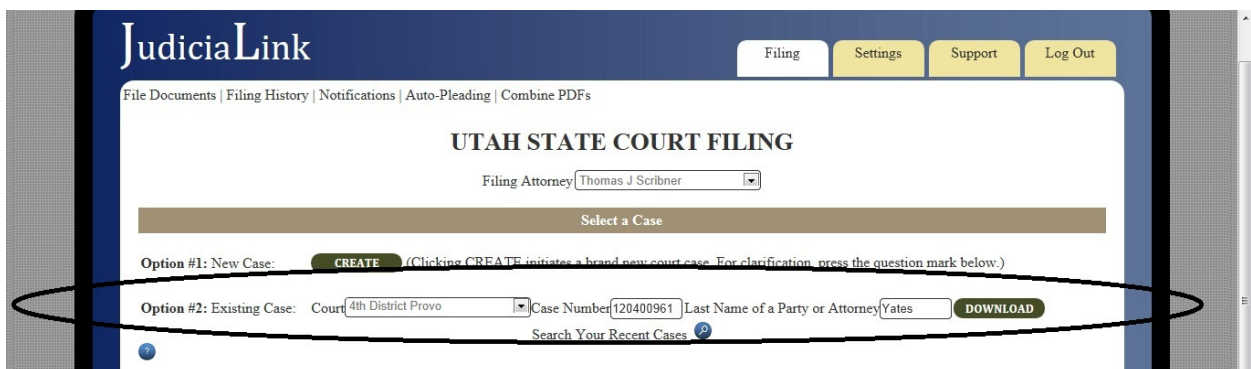 JudiciaLink
Filing Settings Support Log Out
File Documents | Filing History | Notifications | Auto-Pleading | Combine PDFs
UTAH STATE COURT FILING
Filing Attorney Thomas J Scribner
Select a Case
Option #1: New Case: CREATE (Clicking CREATE initiates a brand new court case. For clarification, press the question mark below.)
Option #2: Existing Case: Court 4th District Provo Case Number 120400961 Last Name of a Party or Attorney Yates DOWNLOAD
Search Your Recent Cases
?